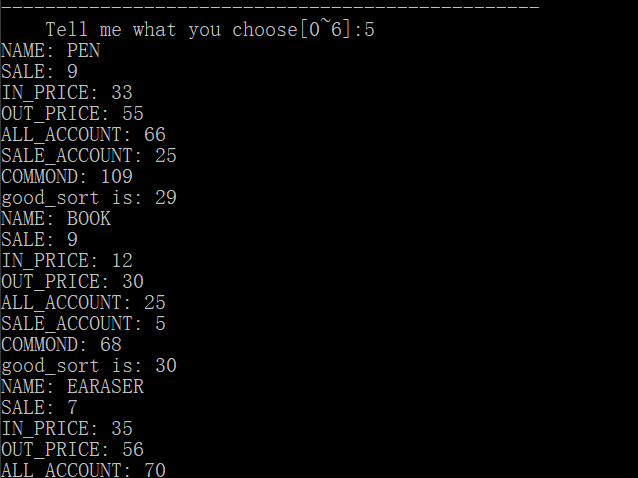 --------------------------------------------------
Tell me what you choose[0~6]:5
NAME: PEN
SALE: 9
IN_PRICE: 33
OUT_PRICE: 55
ALL_ACCOUNT: 66
SALE_ACCOUNT: 25
COMMOND: 109
good_sort is: 29
NAME: BOOK
SALE: 9
IN_PRICE: 12
OUT_PRICE: 30
ALL_ACCOUNT: 25
SALE_ACCOUNT: 5
COMMOND: 68
good_sort is: 30
NAME: EARASER
SALE: 7
IN_PRICE: 35
OUT_PRICE: 56
ALL_ACCOUNT: 70